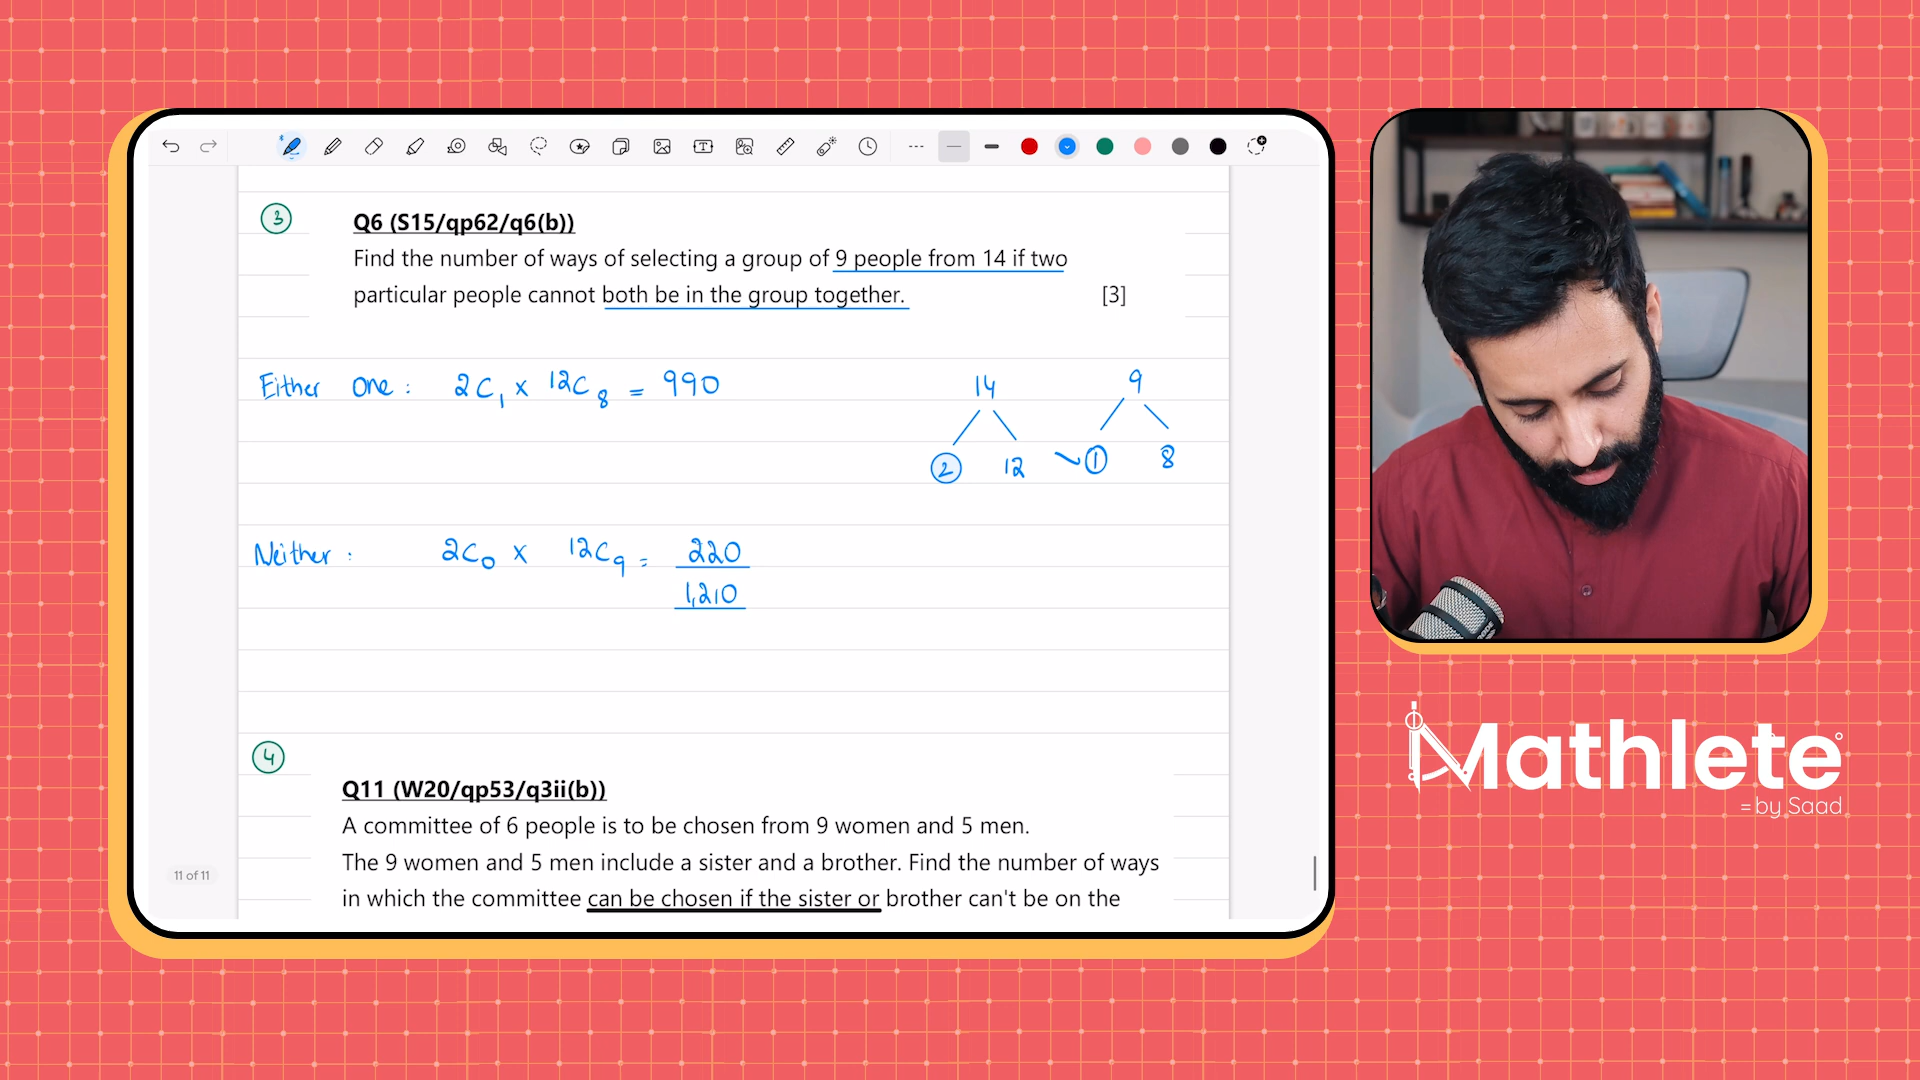 3
Q6 (S15/qp62/q6(b))
Find the number of ways of selecting a group of 9 people from 14 if two
particular people cannot both be in the group together. [3]
Either One: 2C1 x 12C8 = 990
14
9
2 12 1 8
Neither: 2C0 x 12C9 = 220
1,210
4
Q11 (W20/qp53/q3ii(b))
A committee of 6 people is to be chosen from 9 women and 5 men.
The 9 women and 5 men include a sister and a brother. Find the number of ways
in which the committee can be chosen if the sister or brother can't be on the
11 of 11
Mathlete
=by Saad